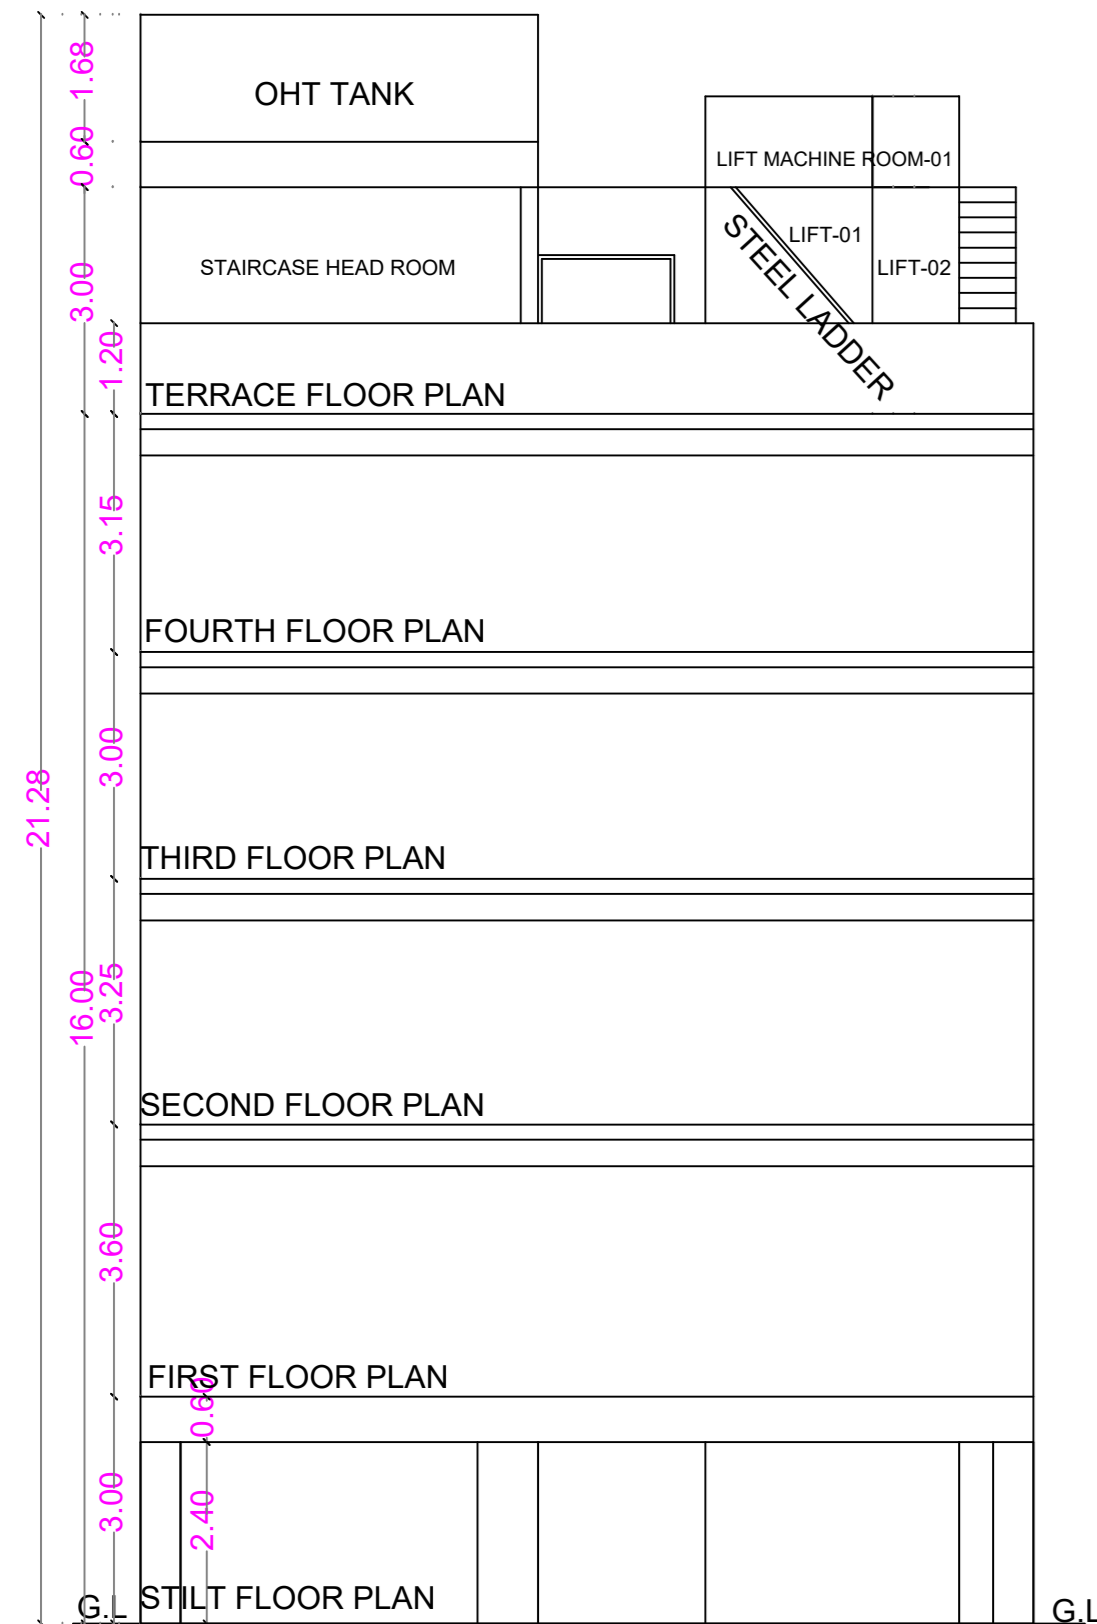 1.68
OHT TANK
0.60
LIFT MACHINE ROOM-01
STEEL LADDER
LIFT-01
3.00
STAIRCASE HEAD ROOM
LIFT-02
1.20
TERRACE FLOOR PLAN
3.15
FOURTH FLOOR PLAN
3.00
21.28
THIRD FLOOR PLAN
16.00
3.25
SECOND FLOOR PLAN
3.60
FIRST FLOOR PLAN
0.60
3.00
2.40
G.L
STILT FLOOR PLAN
G.L